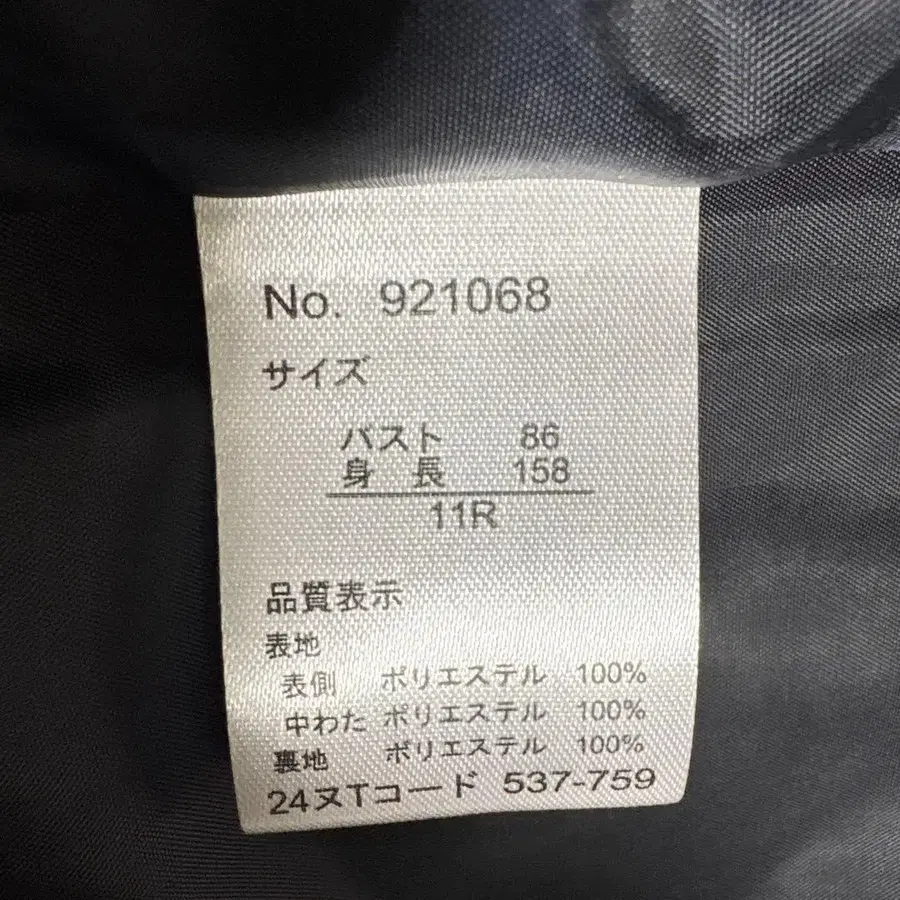 No. 921068
サイズ
バスト 86
身 長 158
11R
品質表示
表地
表側 ポリエステル 100%
中わた ポリエステル 100%
裏地 ポリエステル 100%
24ヌTコード 537-759